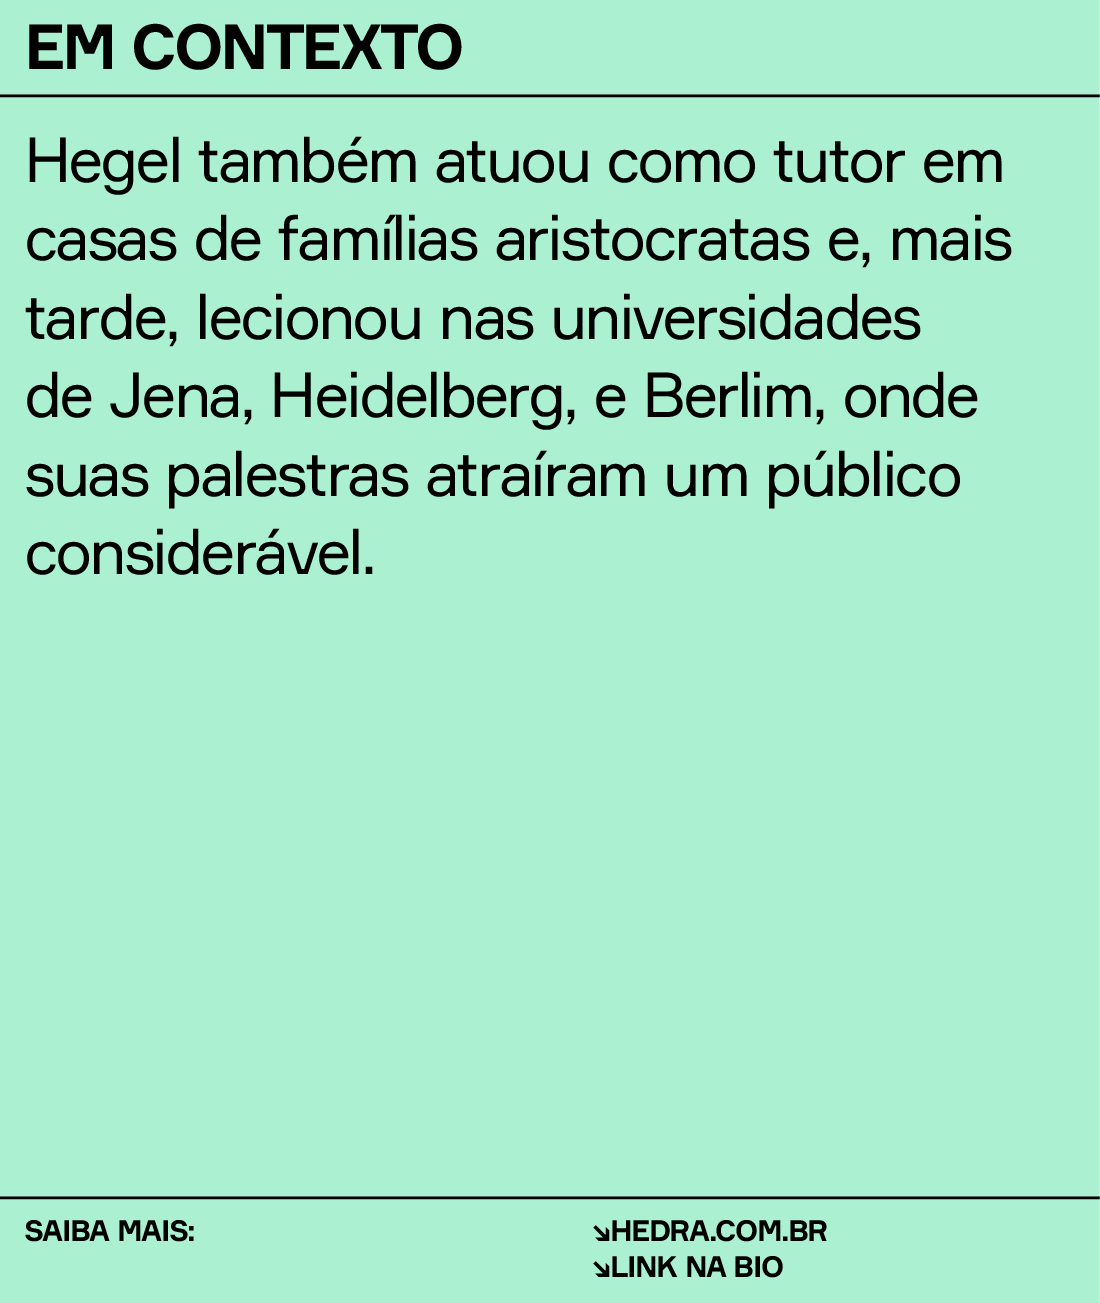 EM CONTEXTO
Hegel também atuou como tutor em
casas de famílias aristocratas e, mais
tarde, lecionou nas universidades
de Jena, Heidelberg, e Berlim, onde
suas palestras atraíram um público
considerável.
SAIBA MAIS:
↘HEDRA.COM.BR
↘LINK NA BIO